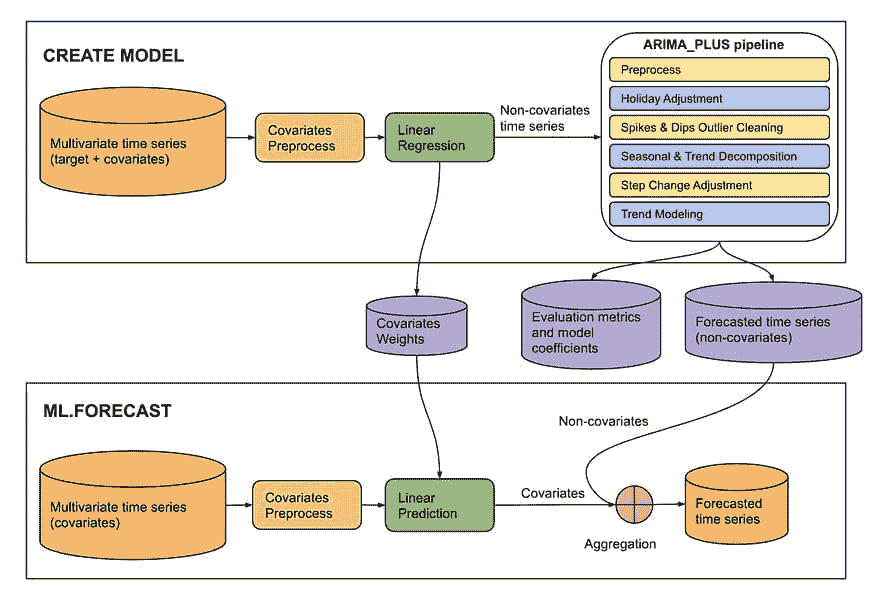 CREATE MODEL
Multivariate time series
(target + covariates)
Covariates
Preprocess
Linear
Regression
Non-covariates
time series
ARIMA_PLUS pipeline
Preprocess
Holiday Adjustment
Spikes & Dips Outlier Cleaning
Seasonal & Trend Decomposition
Step Change Adjustment
Trend Modeling
Covariates
Weights
Evaluation metrics
and model
coefficients
Forecasted time series
(non-covariates)
ML.FORECAST
Multivariate time series
(covariates)
Covariates
Preprocess
Linear
Prediction
Covariates
Non-covariates
Aggregation
Forecasted
time series